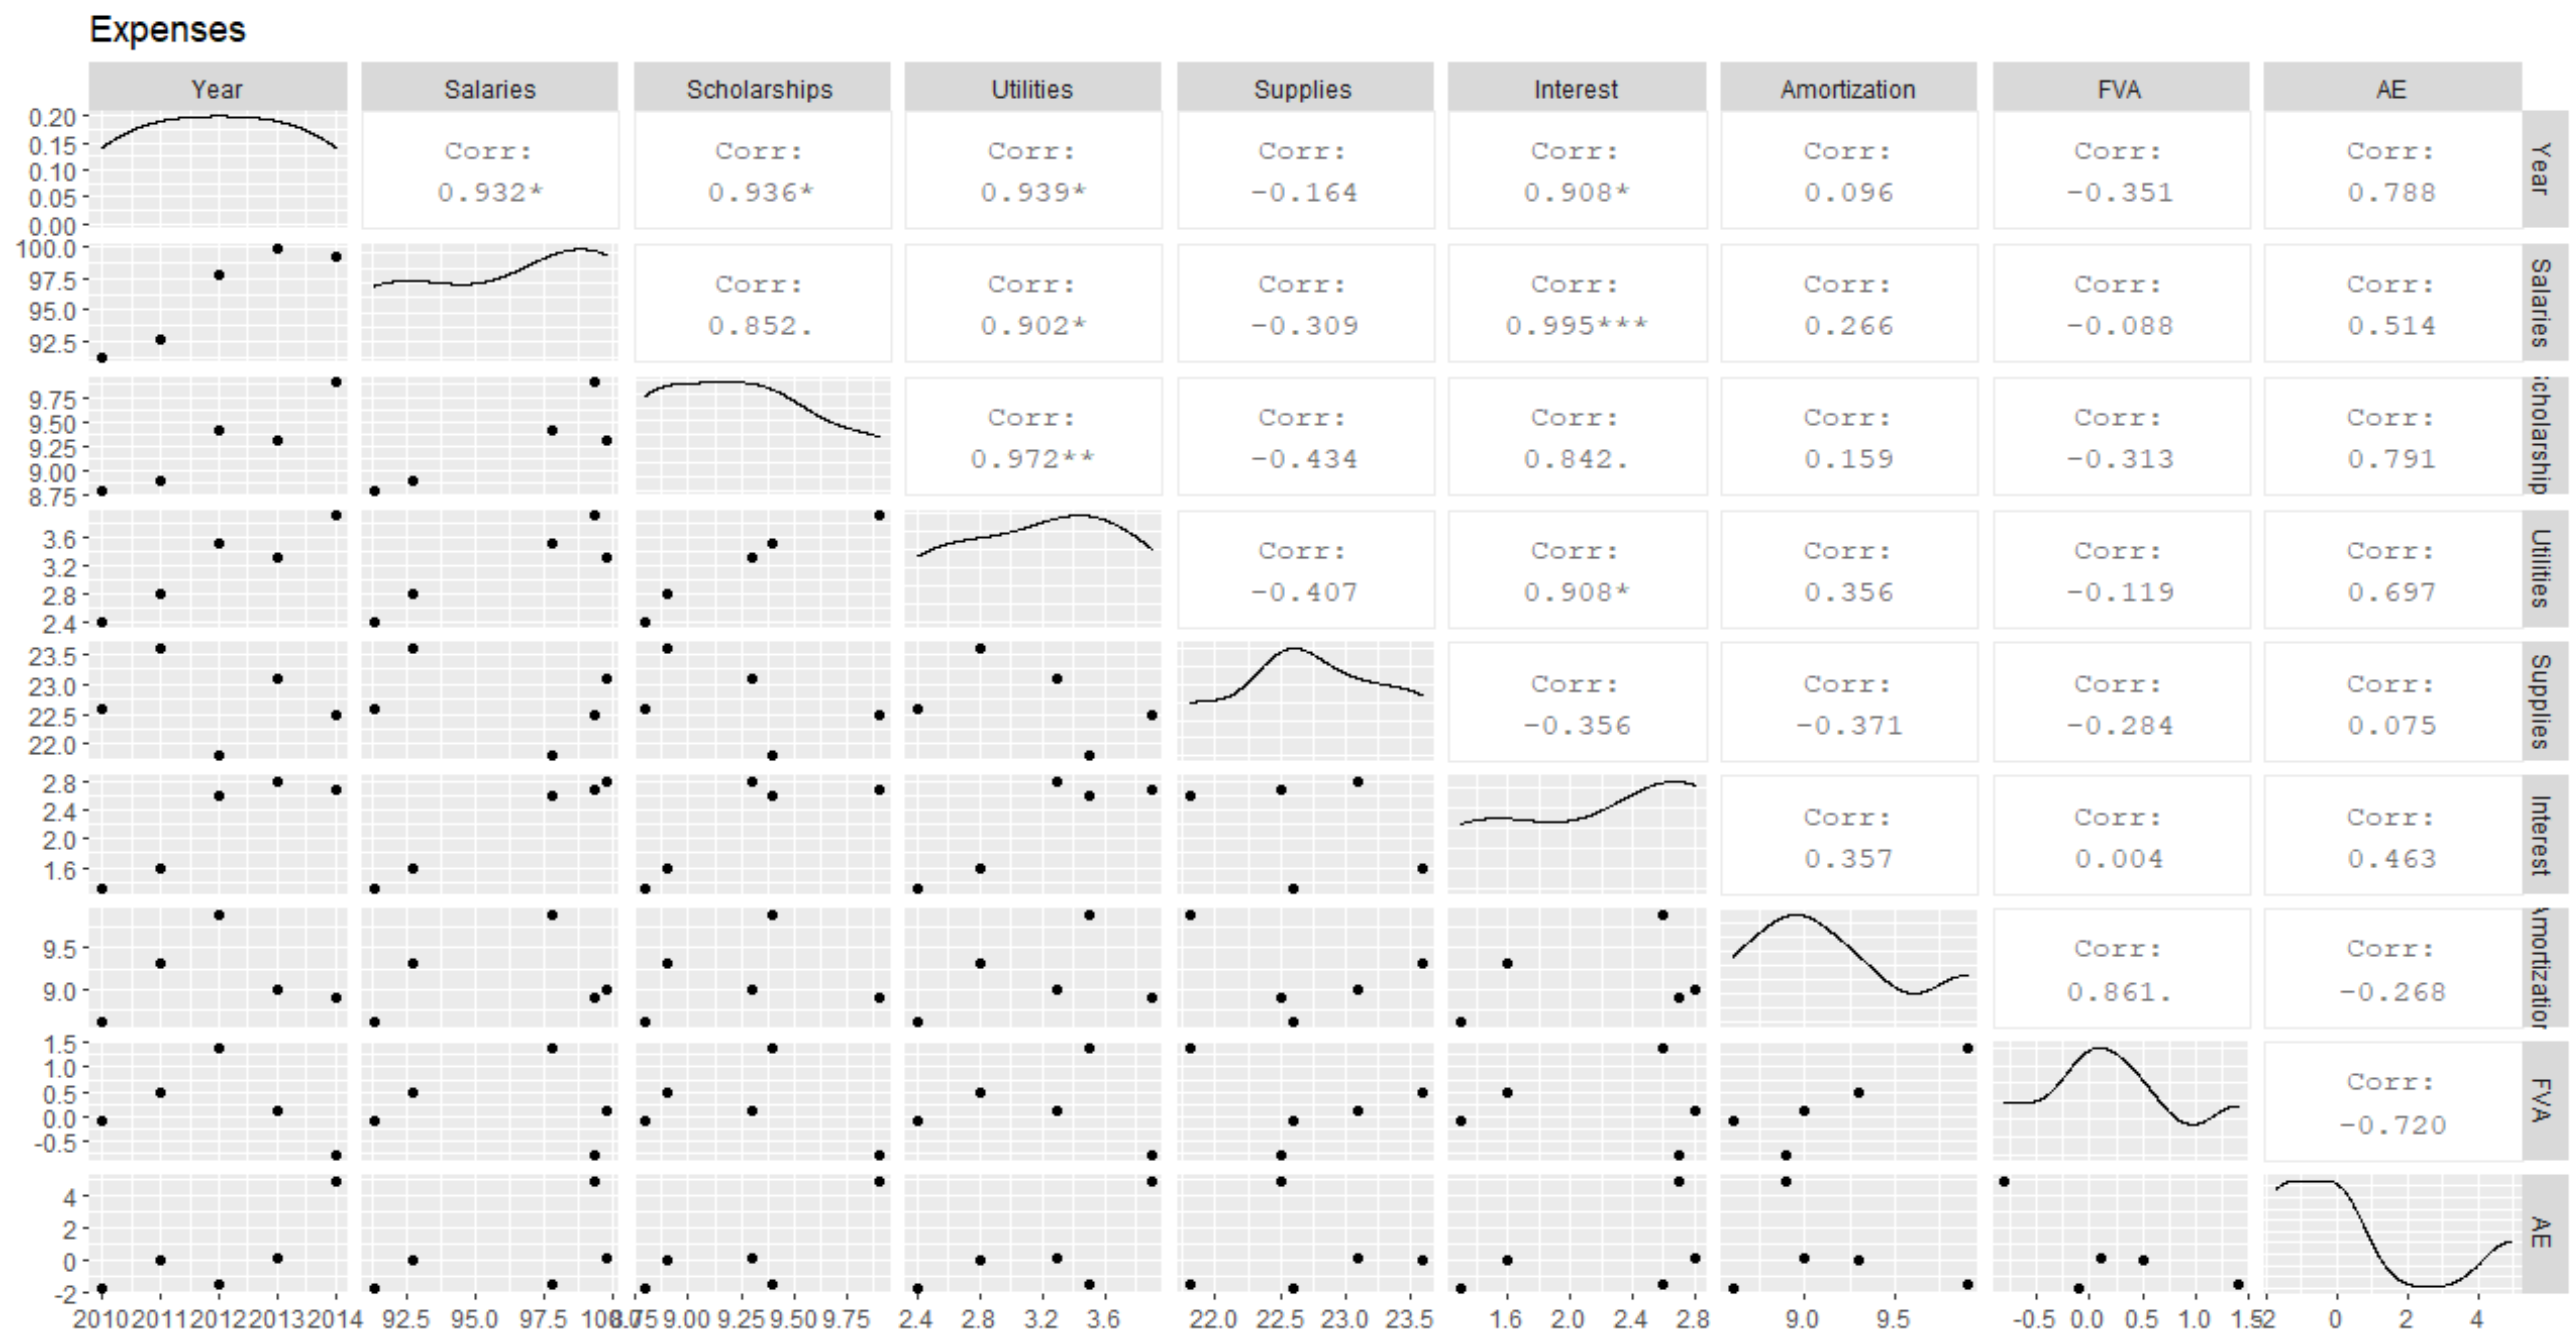 Expenses
Year Salaries Scholarships Utilities Supplies Interest Amortization FVA AE
0.20
0.15
0.10
0.05
0.00
Corr: Corr: Corr: Corr: Corr: Corr: Corr: Corr:
0.932* 0.936* 0.939* -0.164 0.908* 0.096 -0.351 0.788
Year
100.0
97.5
95.0
92.5
Corr: Corr: Corr: Corr: Corr: Corr: Corr:
0.852. 0.902* -0.309 0.995*** 0.266 -0.088 0.514
Salaries
9.75
9.50
9.25
9.00
8.75
Corr: Corr: Corr: Corr: Corr: Corr:
0.972** -0.434 0.842. 0.159 -0.313 0.791
cholarship
3.6
3.2
2.8
2.4
Corr: Corr: Corr: Corr: Corr:
-0.407 0.908* 0.356 -0.119 0.697
Utilities
23.5
23.0
22.5
22.0
Corr: Corr: Corr: Corr:
-0.356 -0.371 -0.284 0.075
Supplies
2.8
2.4
2.0
1.6
Corr: Corr: Corr:
0.357 0.004 0.463
Interest
9.5
9.0
Corr: Corr:
0.861. -0.268
mortization
1.5
1.0
0.5
0.0
-0.5
Corr:
-0.720
FVA
4
2
0
-2
AE
2010 2011 2012 2013 2014 92.5 95.0 97.5 100.0 8.75 9.00 9.25 9.50 9.75 2.4 2.8 3.2 3.6 22.0 22.5 23.0 23.5 1.6 2.0 2.4 2.8 9.0 9.5 -0.5 0.0 0.5 1.0 1.5 -2 0 2 4